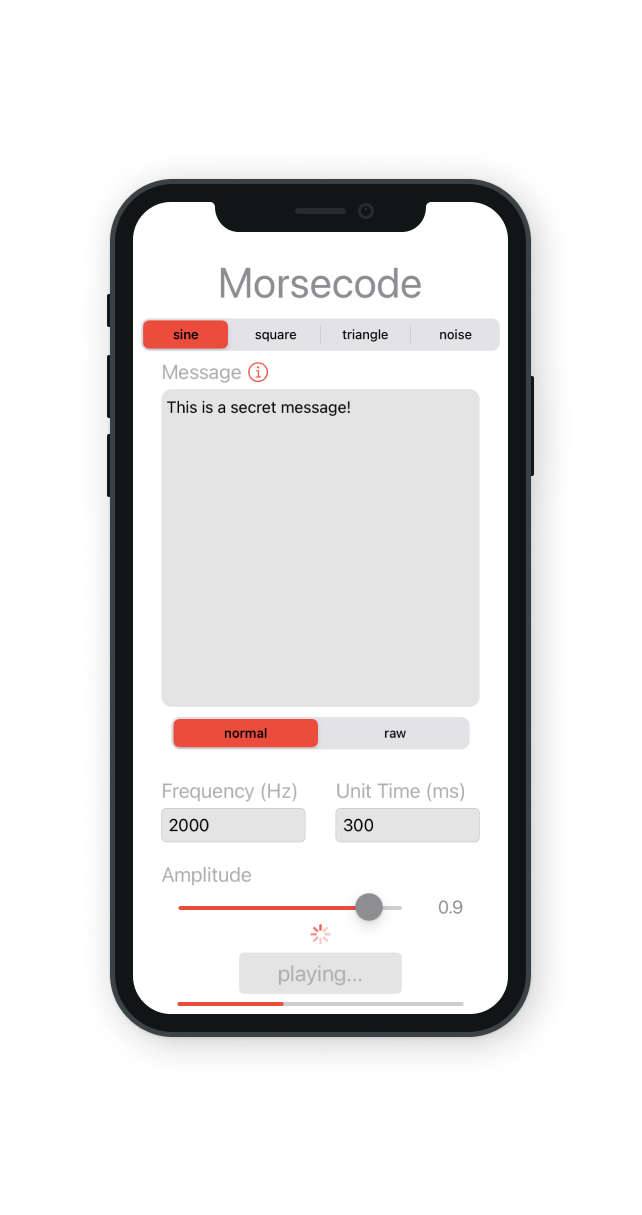 Morsecode
sine square triangle noise
Message
This is a secret message!
normal raw
Frequency (Hz) Unit Time (ms)
2000 300
Amplitude
0.9
playing...